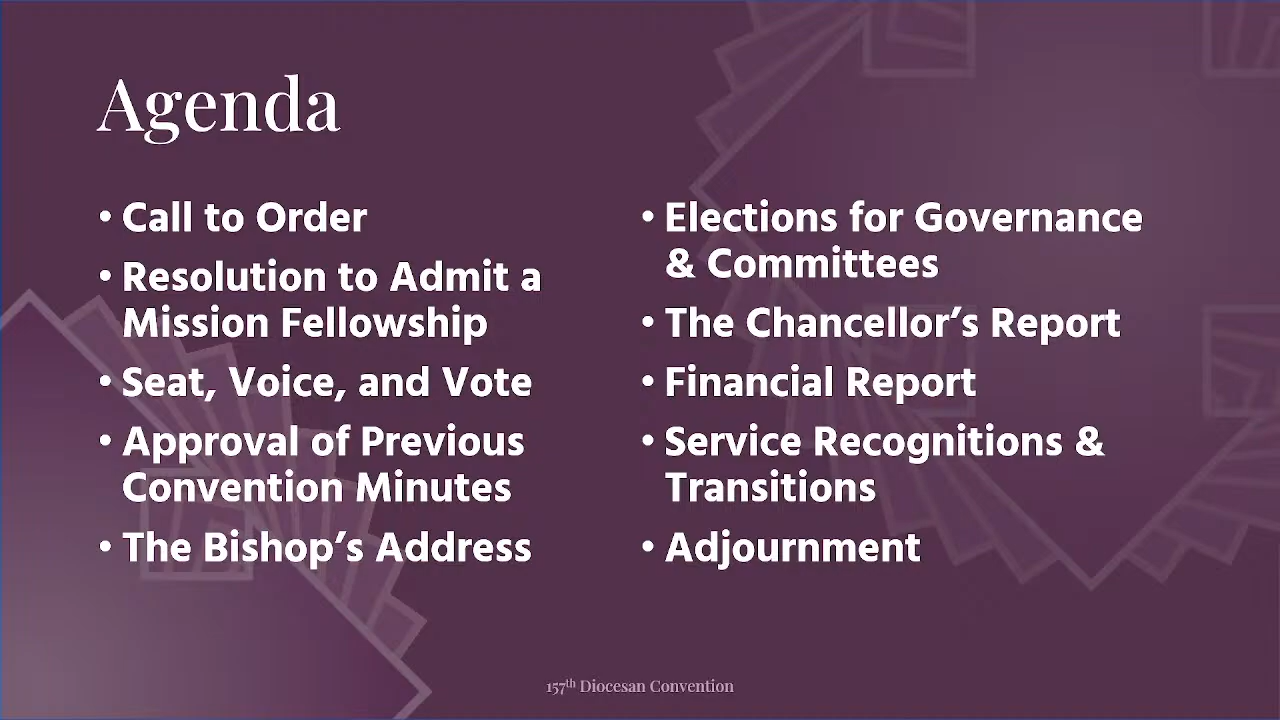 Agenda
• Call to Order
• Resolution to Admit a
Mission Fellowship
• Seat, Voice, and Vote
• Approval of Previous
Convention Minutes
• The Bishop’s Address
• Elections for Governance
& Committees
• The Chancellor’s Report
• Financial Report
• Service Recognitions &
Transitions
• Adjournment
157th Diocesan Convention